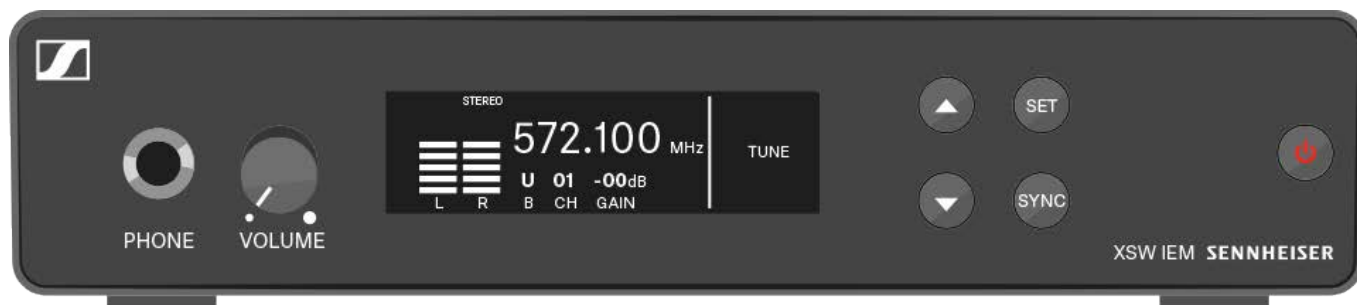 STEREO
572.100 MHz
U 01 -00dB
L R B CH GAIN
TUNE
SET
SYNC
PHONE VOLUME
XSW IEM SENNHEISER